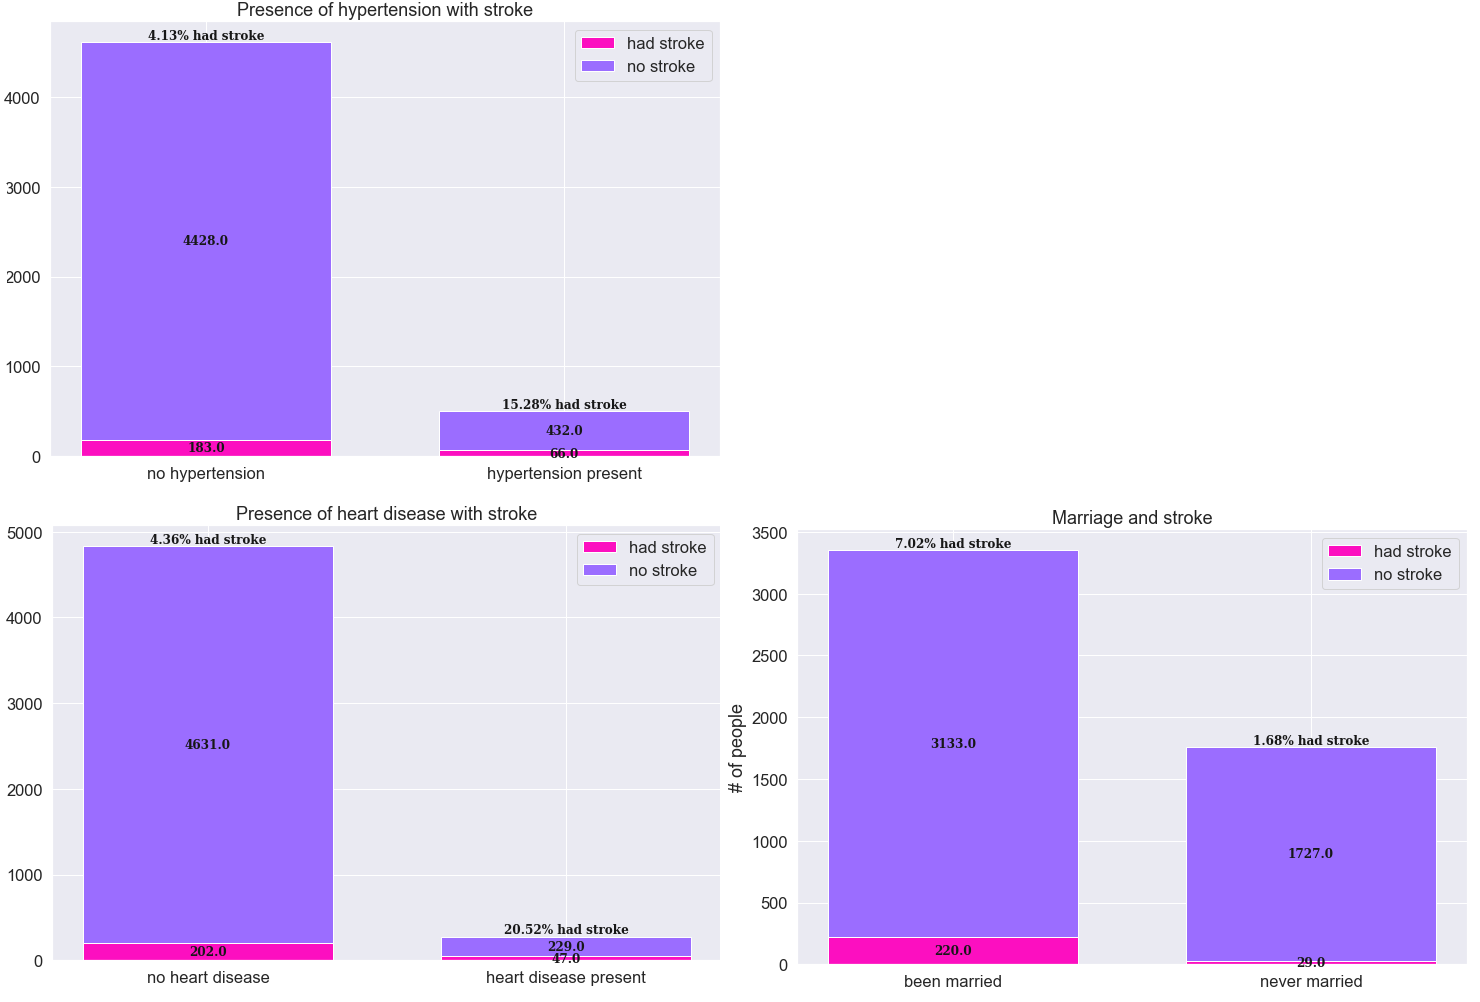 Presence of hypertension with stroke
4.13% had stroke
had stroke
no stroke
4000
3000
4428.0
2000
1000
15.28% had stroke
432.0
183.0
66.0
0
no hypertension
hypertension present
Presence of heart disease with stroke
5000
4.36% had stroke
had stroke
no stroke
4000
3000
4631.0
2000
1000
20.52% had stroke
229.0
202.0
47.0
0
no heart disease
heart disease present
Marriage and stroke
3500
7.02% had stroke
had stroke
no stroke
3000
2500
2000
3133.0
1.68% had stroke
# of people
1500
1000
1727.0
500
220.0
29.0
0
been married
never married